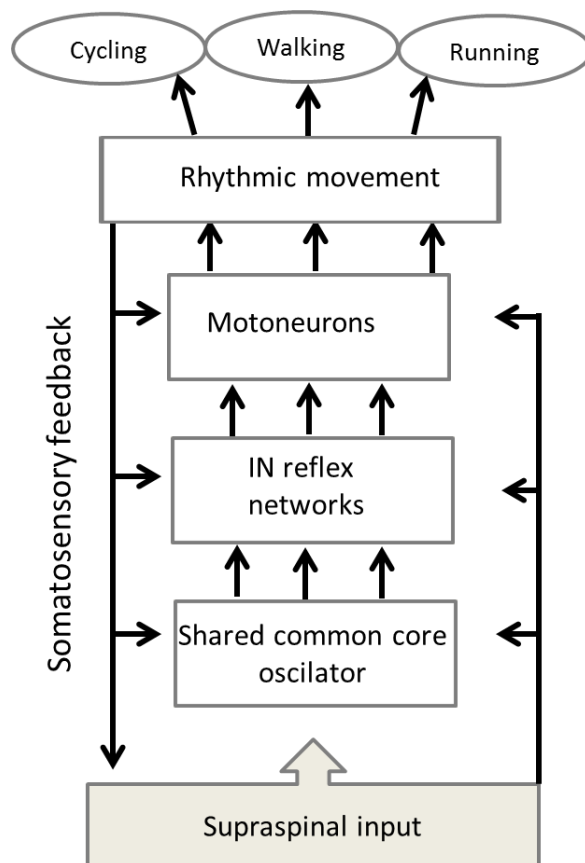 Cycling
Walking
Running
Rhythmic movement
Motoneurons
Somatosensory feedback
IN reflex
networks
Shared common core
oscilator
Supraspinal input